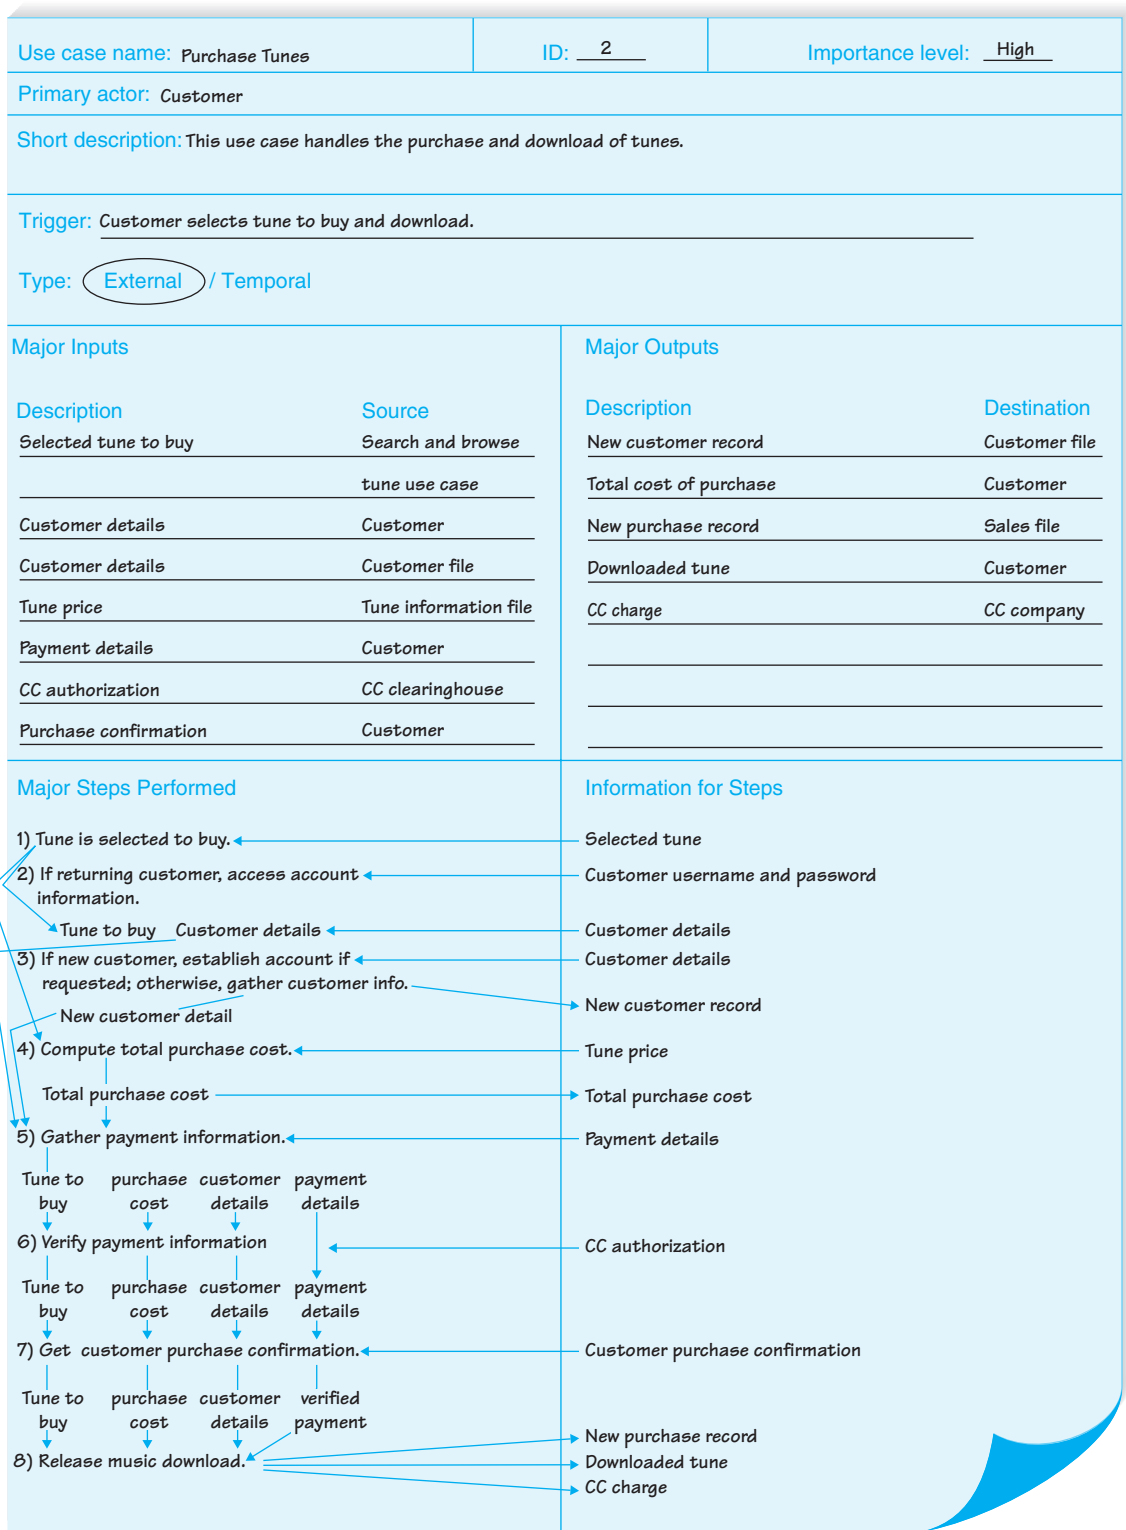 Use case name: Purchase Tunes ID: 2 Importance level: High
Primary actor: Customer
Short description: This use case handles the purchase and download of tunes.
Trigger: Customer selects tune to buy and download.
Type: External / Temporal
Major Inputs
Description Source
Selected tune to buy Search and browse
tune use case
Customer details Customer
Customer details Customer file
Tune price Tune information file
Payment details Customer
CC authorization CC clearinghouse
Purchase confirmation Customer
Major Outputs
Description Destination
New customer record Customer file
Total cost of purchase Customer
New purchase record Sales file
Downloaded tune Customer
CC charge CC company
Major Steps Performed Information for Steps
1) Tune is selected to buy. Selected tune
2) If returning customer, access account Customer username and password
information.
Tune to buy Customer details Customer details
3) If new customer, establish account if Customer details
requested; otherwise, gather customer info.
New customer record
New customer detail
4) Compute total purchase cost. Tune price
Total purchase cost Total purchase cost
5) Gather payment information. Payment details
Tune to purchase customer payment
buy cost details details
6) Verify payment information CC authorization
Tune to purchase customer payment
buy cost details details
7) Get customer purchase confirmation. Customer purchase confirmation
Tune to purchase customer verified
buy cost details payment
New purchase record
8) Release music download. Downloaded tune
CC charge